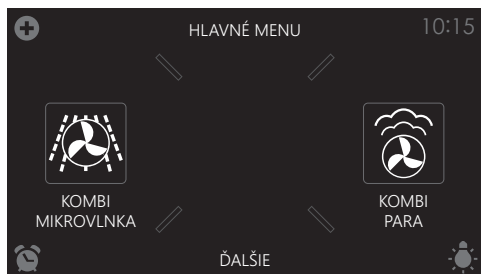 HLAVNÉ MENU
10:15
KOMBI
MIKROVLNKA
KOMBI
PARA
ĎALŠIE